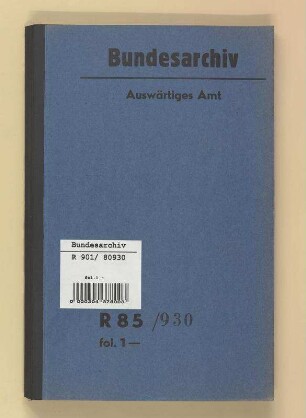 Bundesarchiv
Auswärtiges Amt
Bundesarchiv
R 901/ 80930
R 85 /930
fol. 1—